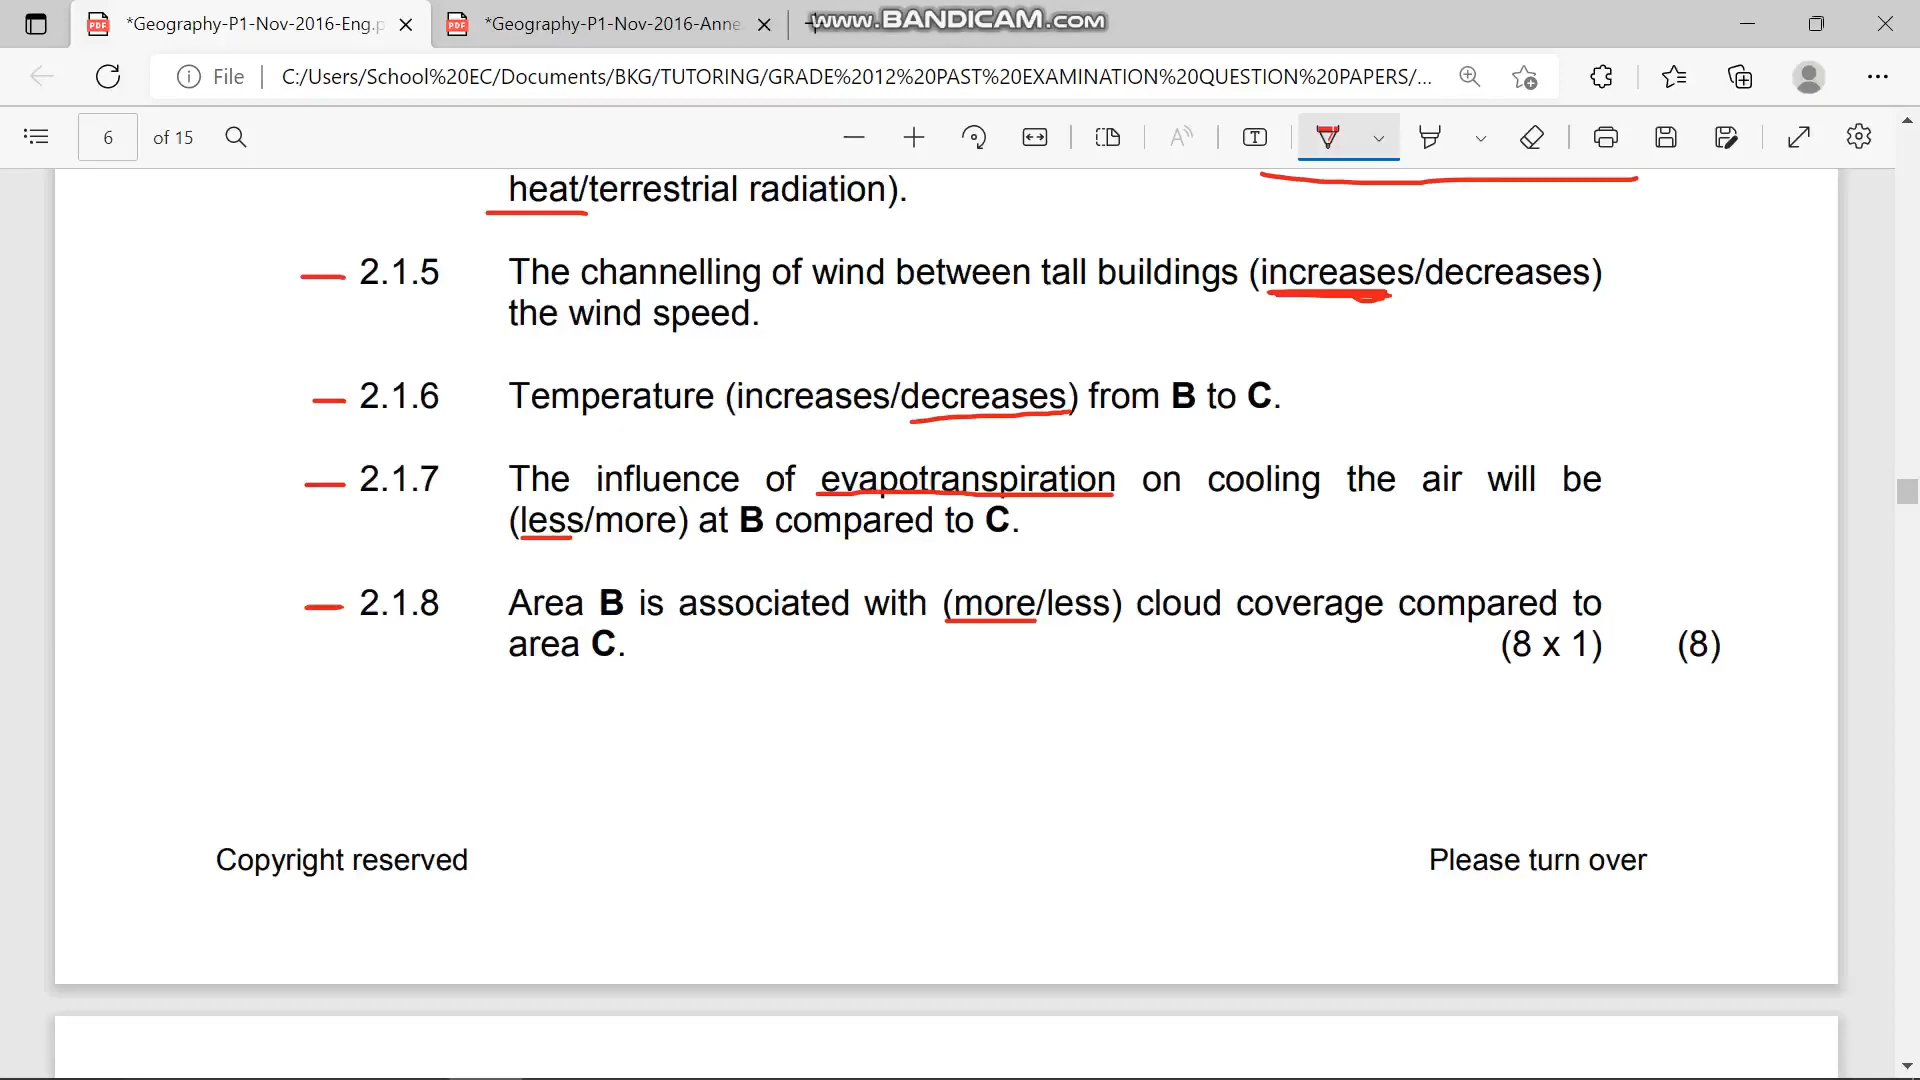 *Geography-P1-Nov-2016-Eng.p
*Geography-P1-Nov-2016-Anne
www.BANDICAM.com
File
C:/Users/School%20EC/Documents/BKG/TUTORING/GRADE%2012%20PAST%20EXAMINATION%20QUESTION%20PAPERS/...
6 of 15
heat/terrestrial radiation).
2.1.5 The channelling of wind between tall buildings (increases/decreases)
the wind speed.
2.1.6 Temperature (increases/decreases) from B to C.
2.1.7 The influence of evapotranspiration on cooling the air will be
(less/more) at B compared to C.
2.1.8 Area B is associated with (more/less) cloud coverage compared to
area C. (8 x 1) (8)
Copyright reserved Please turn over